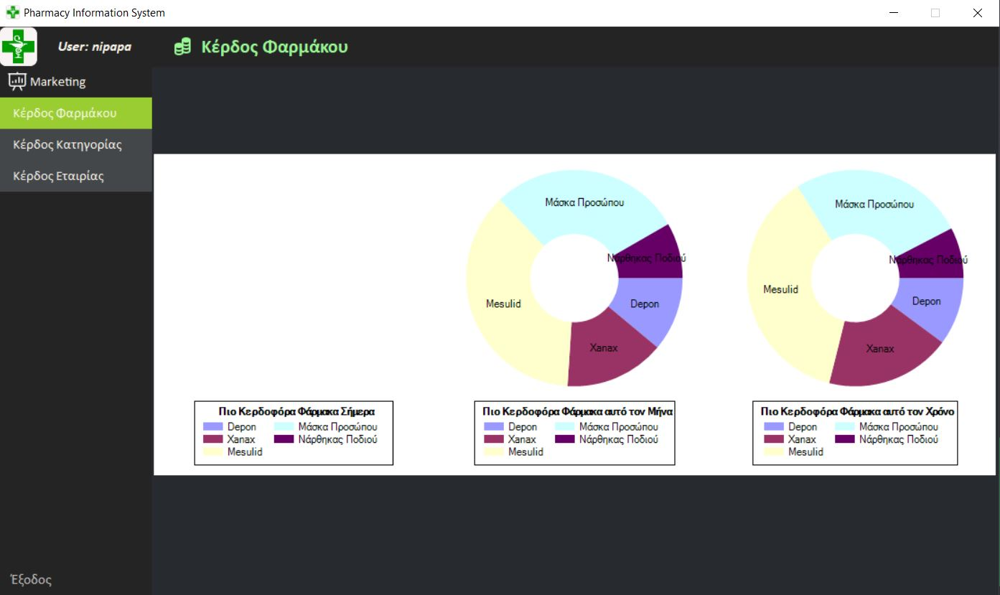 Pharmacy Information System
User: nipapa
Κέρδος Φαρμάκου
Marketing
Κέρδος Φαρμάκου
Κέρδος Κατηγορίας
Κέρδος Εταιρίας
Έξοδος
Μάσκα Προσώπου
Νάρθηκας Ποδιού
Mesulid
Depon
Xanax
Μάσκα Προσώπου
Νάρθηκας Ποδιού
Mesulid
Depon
Xanax
Πιο Κερδοφόρα Φάρμακα Σήμερα
Depon Μάσκα Προσώπου
Xanax Νάρθηκας Ποδιού
Mesulid
Πιο Κερδοφόρα Φάρμακα αυτό τον Μήνα
Depon Μάσκα Προσώπου
Xanax Νάρθηκας Ποδιού
Mesulid
Πιο Κερδοφόρα Φάρμακα αυτό τον Χρόνο
Depon Μάσκα Προσώπου
Xanax Νάρθηκας Ποδιού
Mesulid